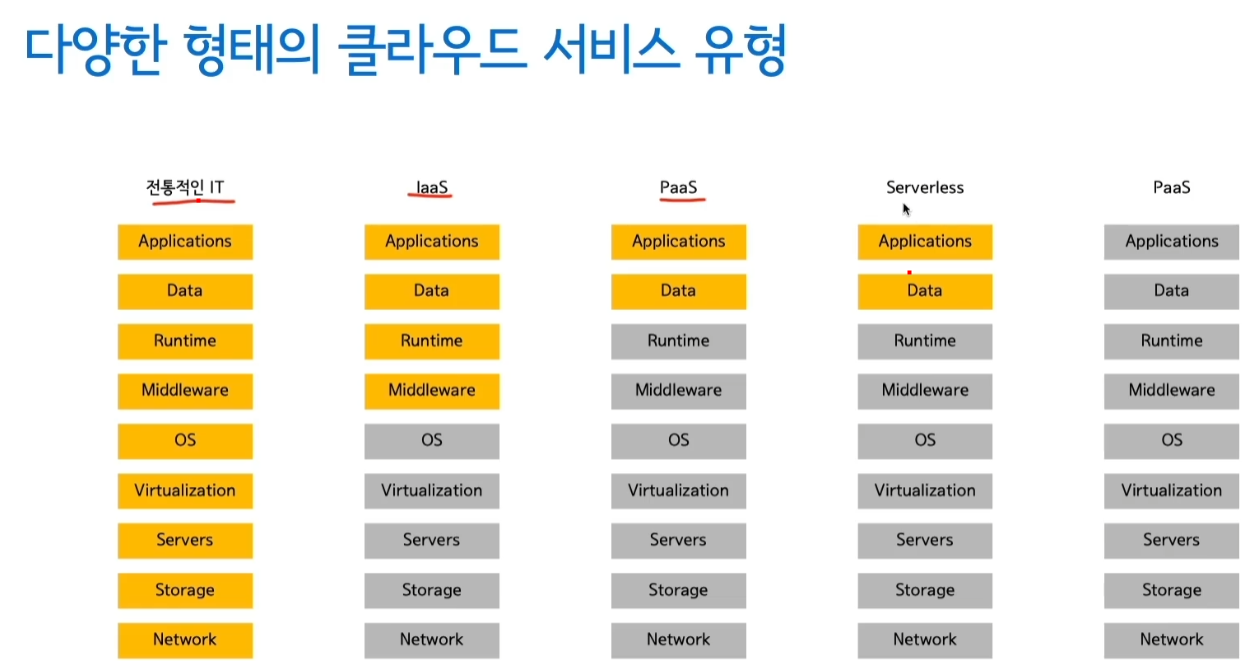 다양한 형태의 클라우드 서비스 유형
전통적인 IT IaaS PaaS Serverless PaaS
Applications Applications Applications Applications Applications
Data Data Data Data Data
Runtime Runtime Runtime Runtime Runtime
Middleware Middleware Middleware Middleware Middleware
OS OS OS OS OS
Virtualization Virtualization Virtualization Virtualization Virtualization
Servers Servers Servers Servers Servers
Storage Storage Storage Storage Storage
Network Network Network Network Network